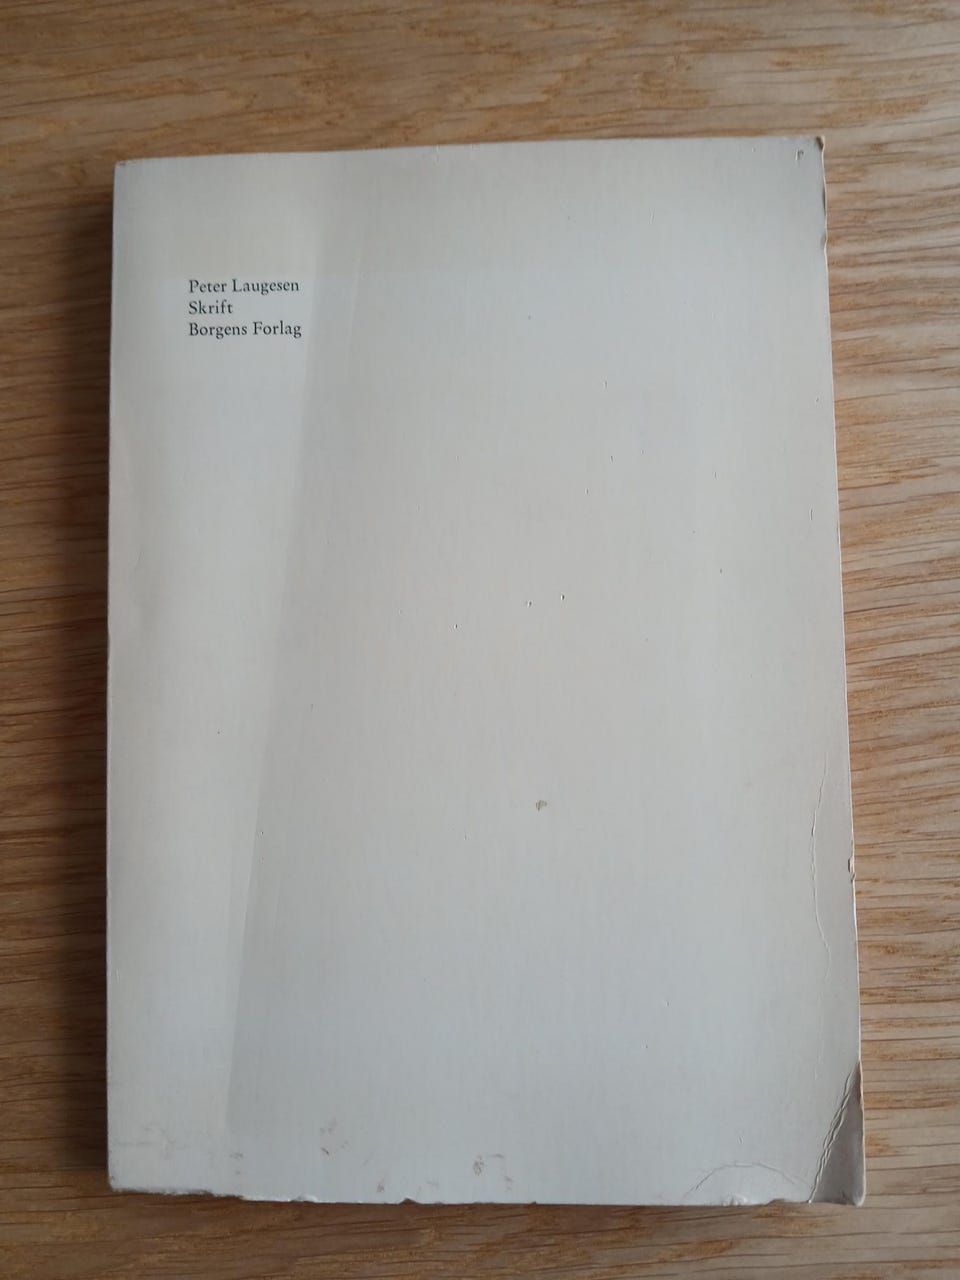 Peter Laugesen
Skrift
Borgens Forlag